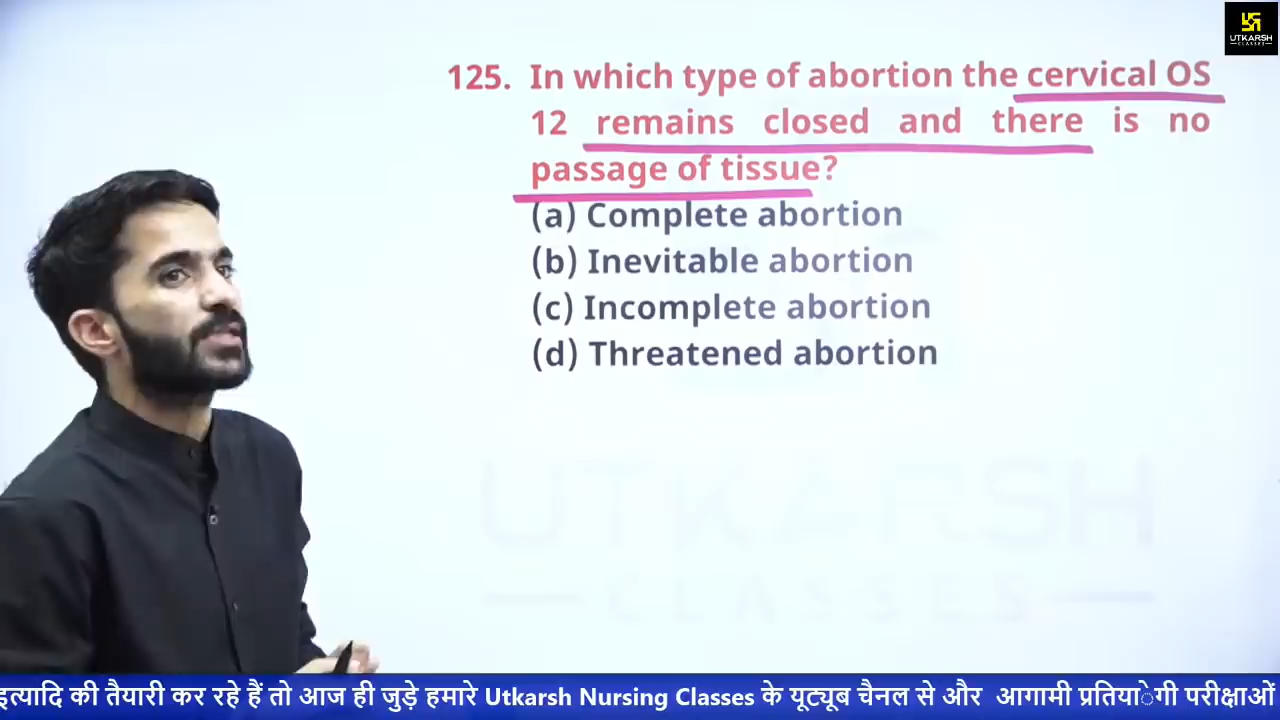 UTKARSH
CLASSES
125. In which type of abortion the cervical OS
12 remains closed and there is no
passage of tissue?
(a) Complete abortion
(b) Inevitable abortion
(c) Incomplete abortion
(d) Threatened abortion
UTKARSH
CLASSES
इत्यादि की तैयारी कर रहे हैं तो आज ही जुड़े हमारे Utkarsh Nursing Classes के यूट्यूब चैनल से और आगामी प्रतियोगी परीक्षाओं